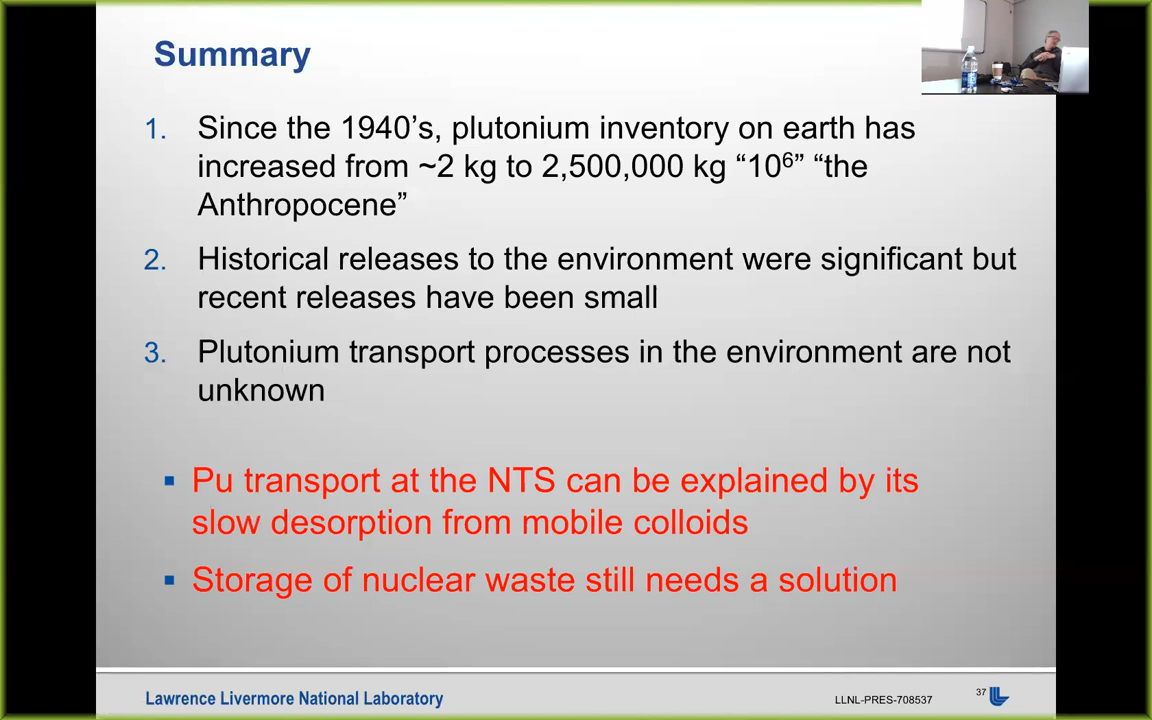 Summary
1. Since the 1940’s, plutonium inventory on earth has
increased from ~2 kg to 2,500,000 kg “10⁶” “the
Anthropocene”
2. Historical releases to the environment were significant but
recent releases have been small
3. Plutonium transport processes in the environment are not
unknown
▪ Pu transport at the NTS can be explained by its
slow desorption from mobile colloids
▪ Storage of nuclear waste still needs a solution
Lawrence Livermore National Laboratory
LLNL-PRES-708537
37